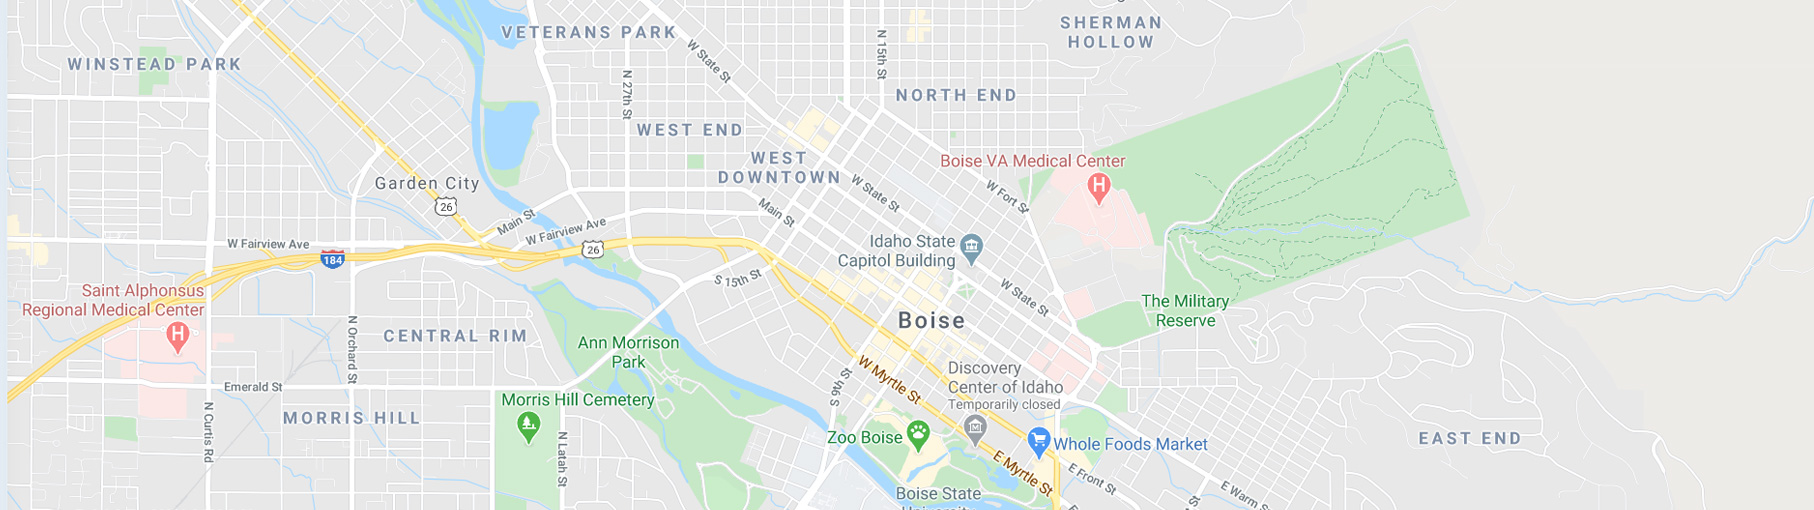 SHERMAN
HOLLOW
VETERANS PARK
WINSTEAD PARK
W State St
N 15th St
N 27th St
NORTH END
WEST END
WEST
DOWNTOWN
Boise VA Medical Center
Garden City
26
W State St
W Fort St
Main St
Main St
W Fairview Ave
W Fairview Ave
26
184
Idaho State
Capitol Building
S 15th St
W State St
Saint Alphonsus
Regional Medical Center
The Military
Reserve
Boise
N Orchard St
CENTRAL RIM
Ann Morrison
Park
Discovery
Center of Idaho
Temporarily closed
W Myrtle St
S 9th St
Emerald St
Morris Hill Cemetery
MORRIS HILL
N Curtis Rd
N Latah St
Zoo Boise
Whole Foods Market
EAST END
E Myrtle St
E Front St
E Warm S
Boise State
St